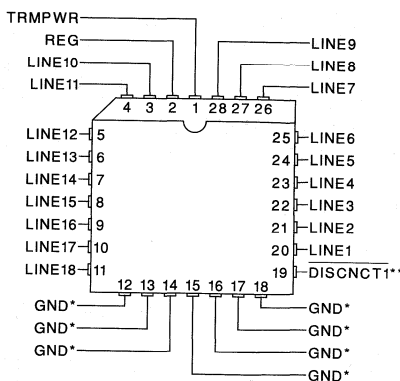 TRMPWR
REG
LINE9
LINE10
LINE8
LINE11
LINE7
4 3 2 1 28 27 26
LINE12 5 25 LINE6
LINE13 6 24 LINE5
LINE14 7 23 LINE4
LINE15 8 22 LINE3
LINE16 9 21 LINE2
LINE17 10 20 LINE1
LINE18 11 19 DISCNCT1**
12 13 14 15 16 17 18
GND* GND*
GND* GND*
GND* GND*
GND*